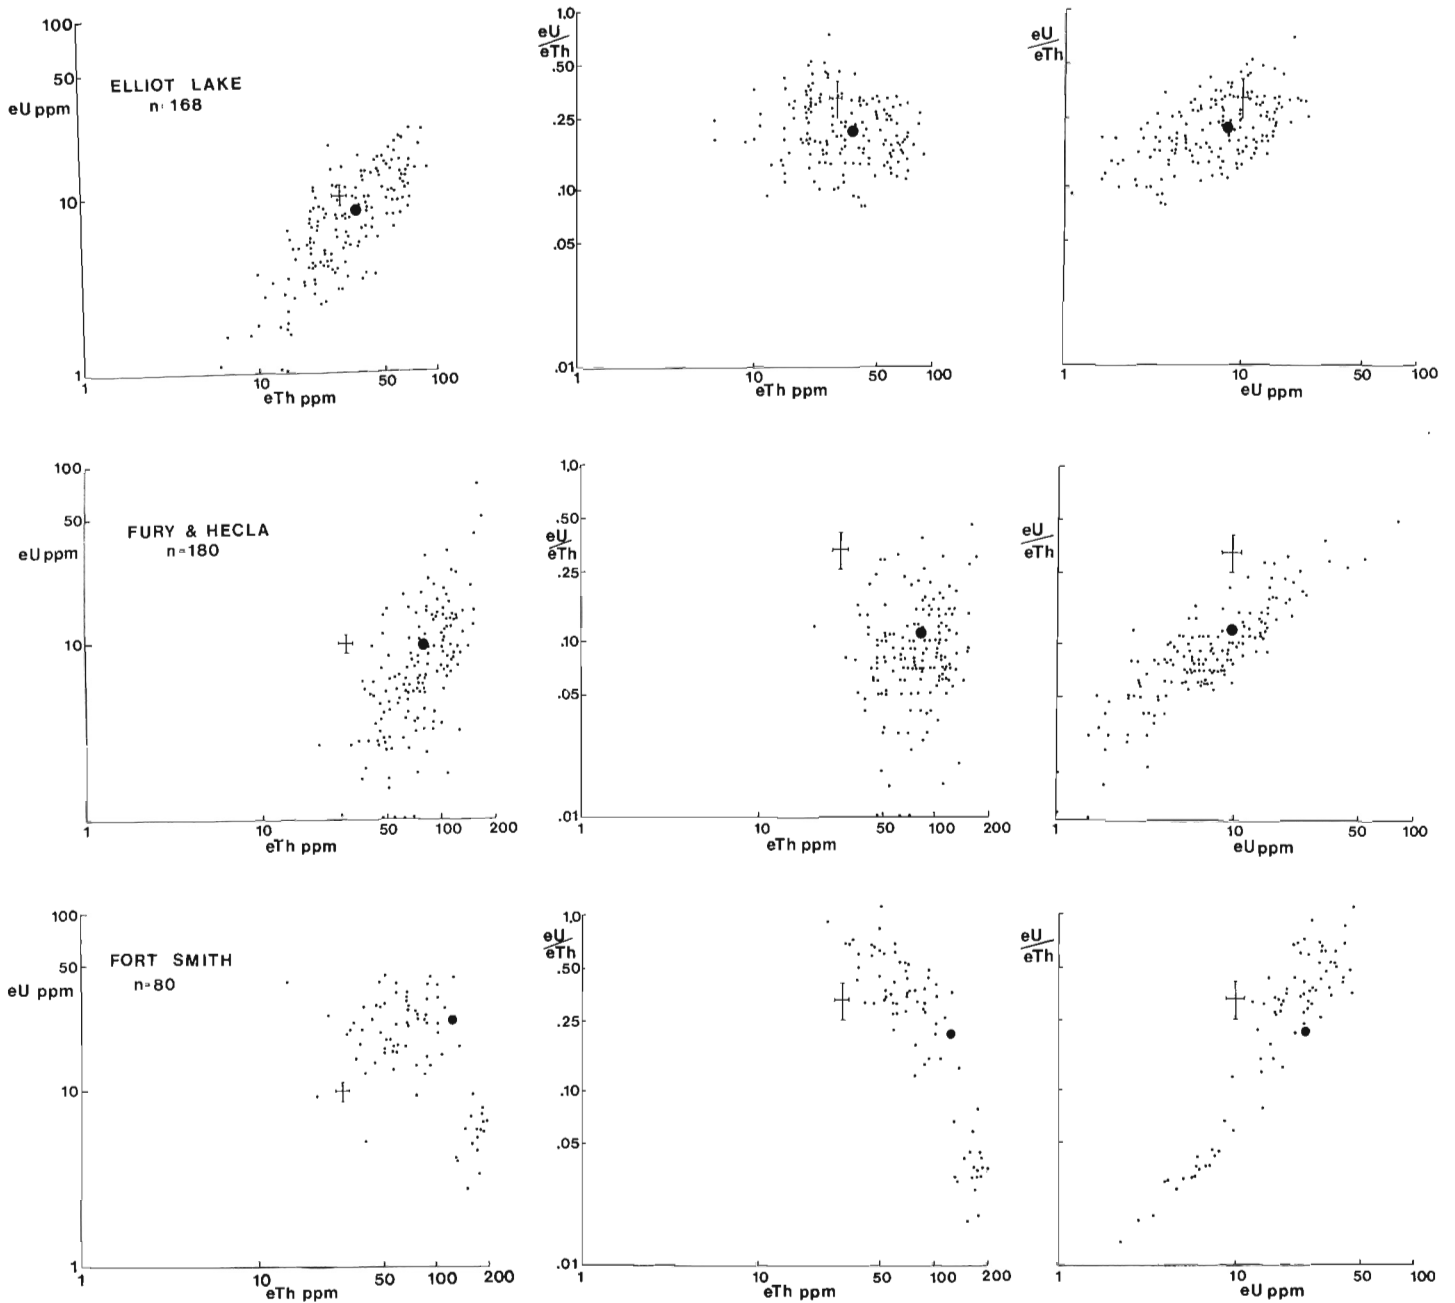 100
50
eU ppm
10
1
ELLIOT LAKE
n=168
1 10 50 100
eTh ppm
1.0
eU/eTh
.50
.25
.10
.05
.01
1 10 50 100
eTh ppm
eU/eTh
1 10 50 100
eU ppm
100
50
eU ppm
10
FURY & HECLA
n=180
1 10 50 100 200
eTh ppm
1.0
.50
eU/eTh
.25
.10
.05
.01
1 10 50 100 200
eTh ppm
eU/eTh
1 10 50 100
eU ppm
100
50
eU ppm
10
1
FORT SMITH
n=80
1 10 50 100 200
eTh ppm
1.0
eU/eTh
.50
.25
.10
.05
.01
1 10 50 100 200
eTh ppm
eU/eTh
1 10 50 100
eU ppm